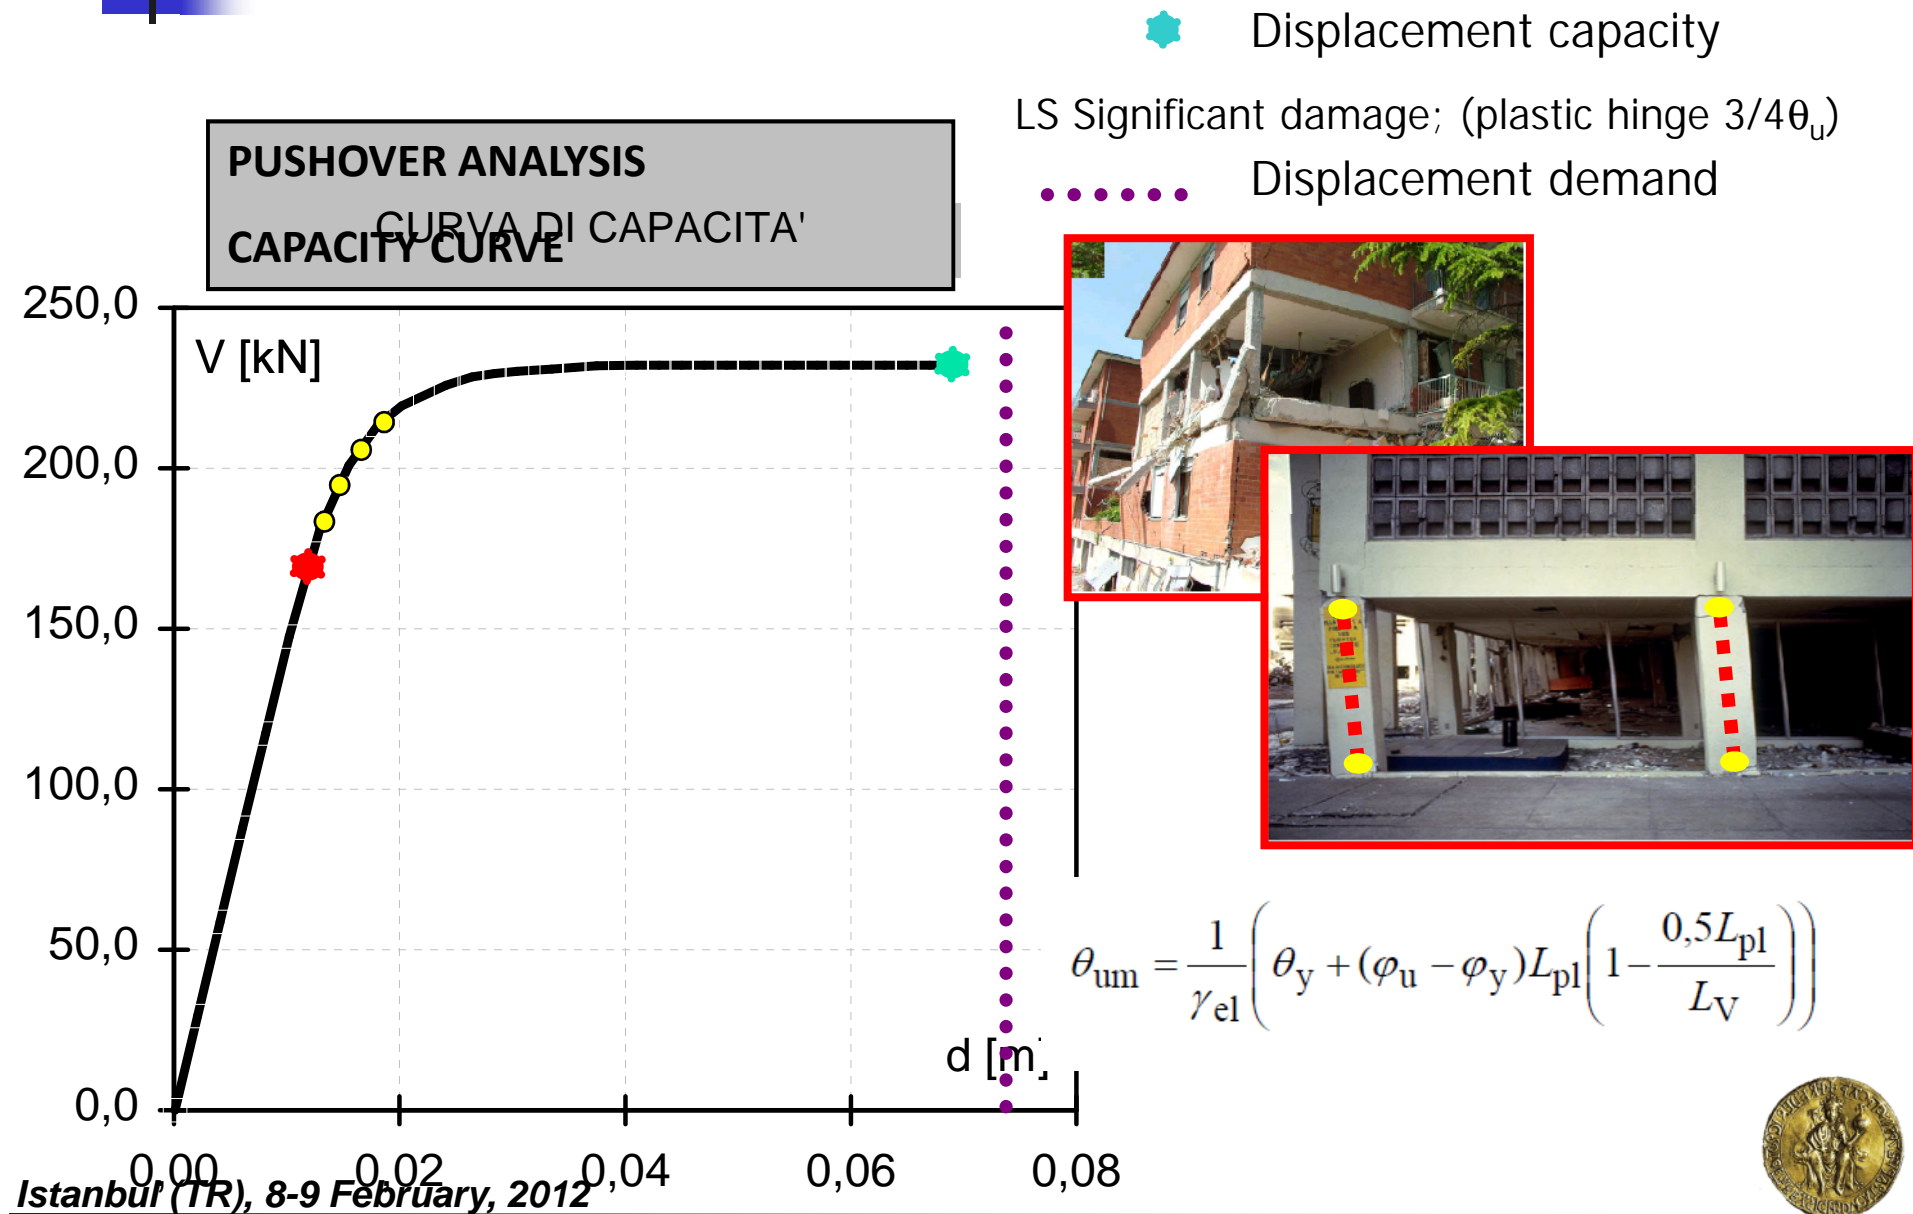 Displacement capacity
LS Significant damage; (plastic hinge 3/4θu)
Displacement demand
PUSHOVER ANALYSIS
CURVA DI CAPACITA'
CAPACITY CURVE
250,0
V [kN]
200,0
150,0
100,0
50,0
0,0
d [m]
0,00 0,02 0,04 0,06 0,08
θum = 1/γel ( θy + (φu − φy)Lpl ( 1 − 0,5Lpl/LV ) )
Istanbul (TR), 8-9 February, 2012